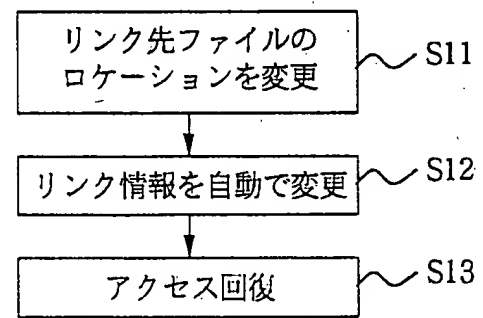 リンク先ファイルの
ロケーションを変更
S11
リンク情報を自動で変更
S12
アクセス回復
S13